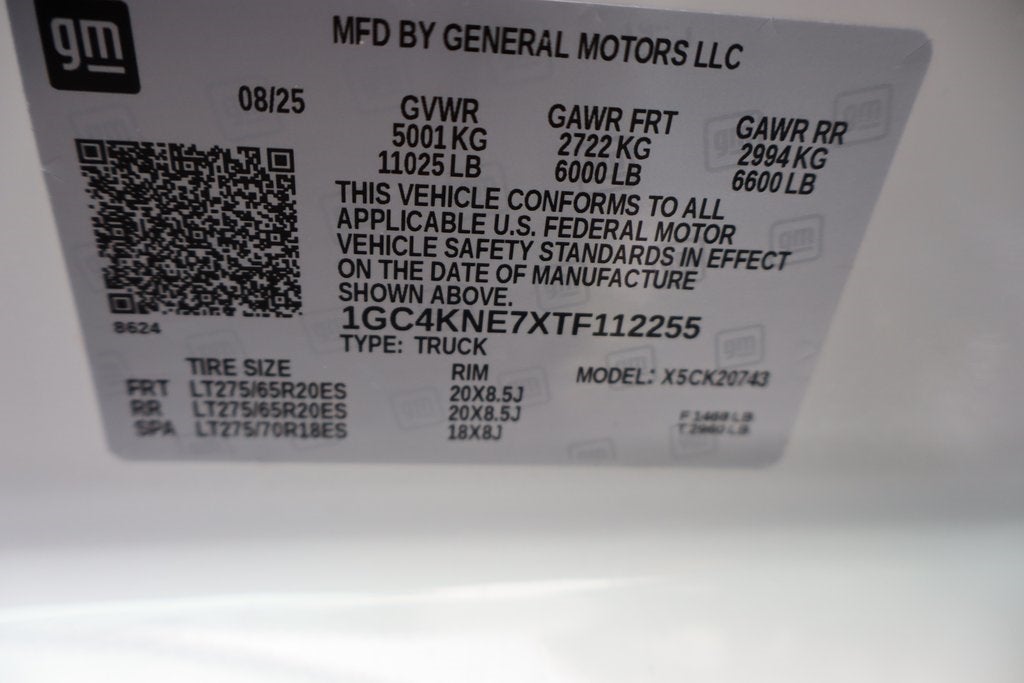 gm
MFD BY GENERAL MOTORS LLC
08/25
GVWR
5001 KG
11025 LB
GAWR FRT
2722 KG
6000 LB
GAWR RR
2994 KG
6600 LB
THIS VEHICLE CONFORMS TO ALL
APPLICABLE U.S. FEDERAL MOTOR
VEHICLE SAFETY STANDARDS IN EFFECT
ON THE DATE OF MANUFACTURE
SHOWN ABOVE.
8624
1GC4KNE7XTF112255
TYPE: TRUCK
MODEL: X5CK20743
TIRE SIZE RIM
FRT LT275/65R20ES 20X8.5J
RR LT275/65R20ES 20X8.5J
SPA LT275/70R18ES 18X8J